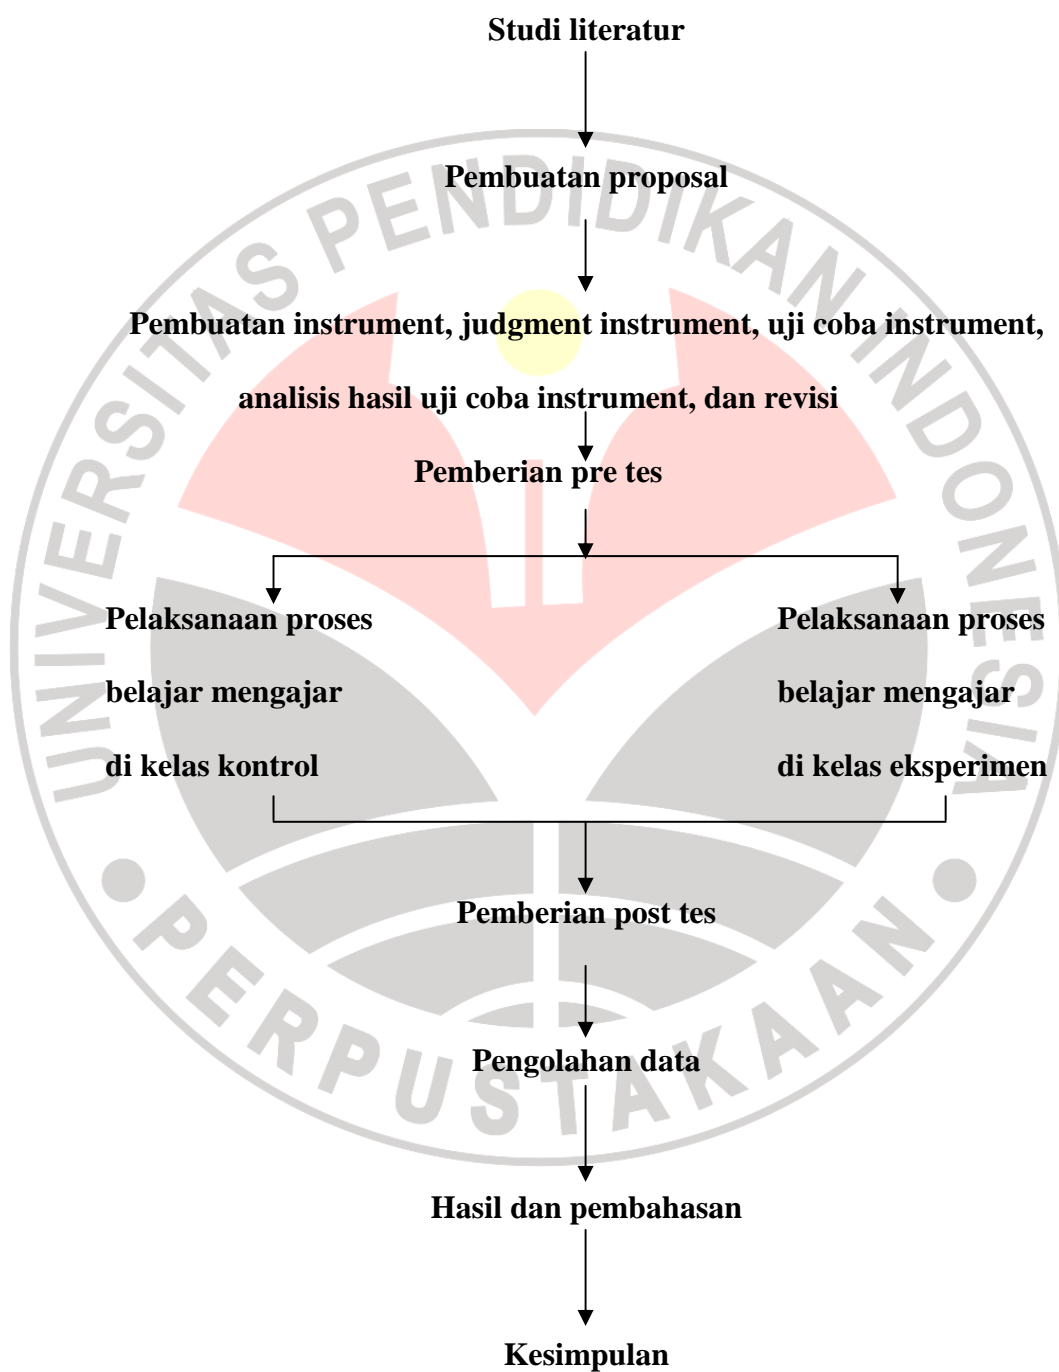 Studi literatur
Pembuatan proposal
Pembuatan instrument, judgment instrument, uji coba instrument,
analisis hasil uji coba instrument, dan revisi
Pemberian pre tes
Pelaksanaan proses
belajar mengajar
di kelas kontrol
Pelaksanaan proses
belajar mengajar
di kelas eksperimen
Pemberian post tes
Pengolahan data
Hasil dan pembahasan
Kesimpulan
UNIVERSITAS PENDIDIKAN INDONESIA
PERPUSTAKAAN